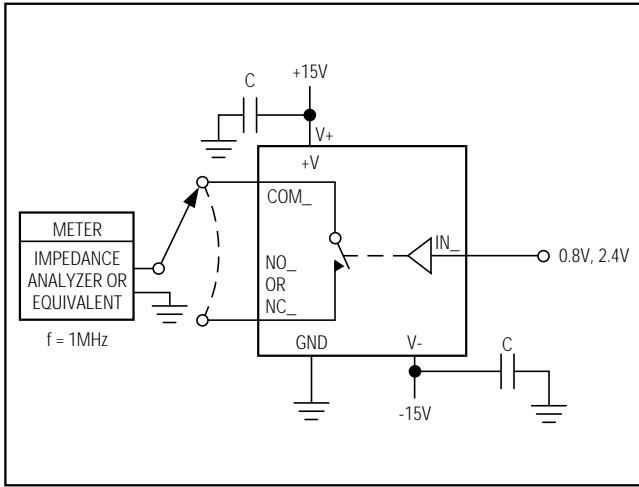 C
+15V
V+
+V
COM_
METER
IMPEDANCE
ANALYZER OR
EQUIVALENT
f = 1MHz
NO_
OR
NC_
IN_
0.8V, 2.4V
GND
V-
C
-15V